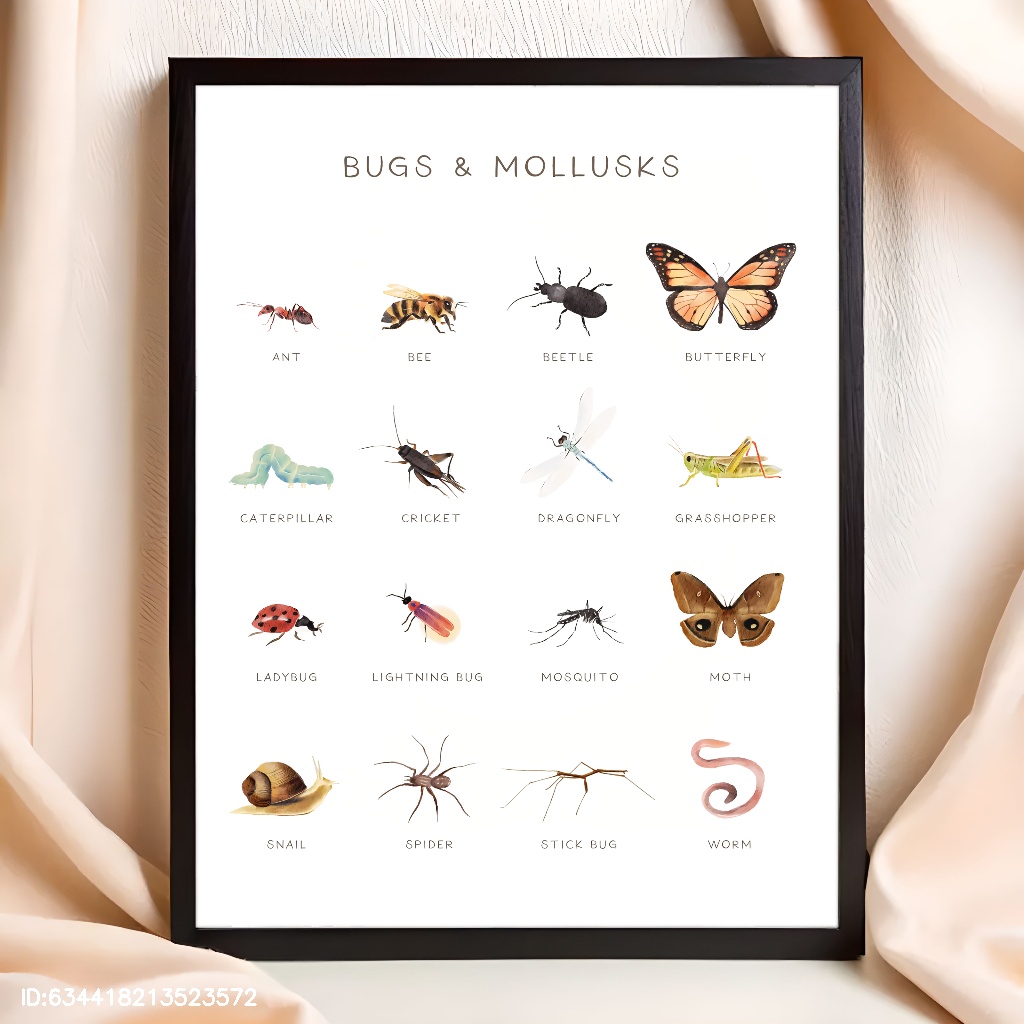 BUGS & MOLLUSKS
ANT BEE BEETLE BUTTERFLY
CATERPILLAR CRICKET DRAGONFLY GRASSHOPPER
LADYBUG LIGHTNING BUG MOSQUITO MOTH
SNAIL SPIDER STICK BUG WORM
ID:634418213523572